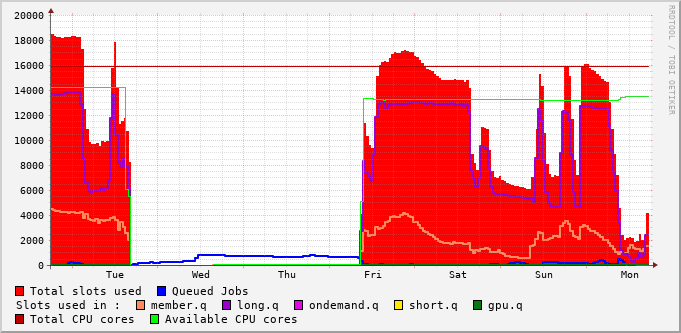 RRDTOOL / TOBI OETIKER
20000
18000
16000
14000
12000
10000
8000
6000
4000
2000
0
Tue Wed Thu Fri Sat Sun Mon
Total slots used Queued Jobs
Slots used in : member.q long.q ondemand.q short.q gpu.q
Total CPU cores Available CPU cores